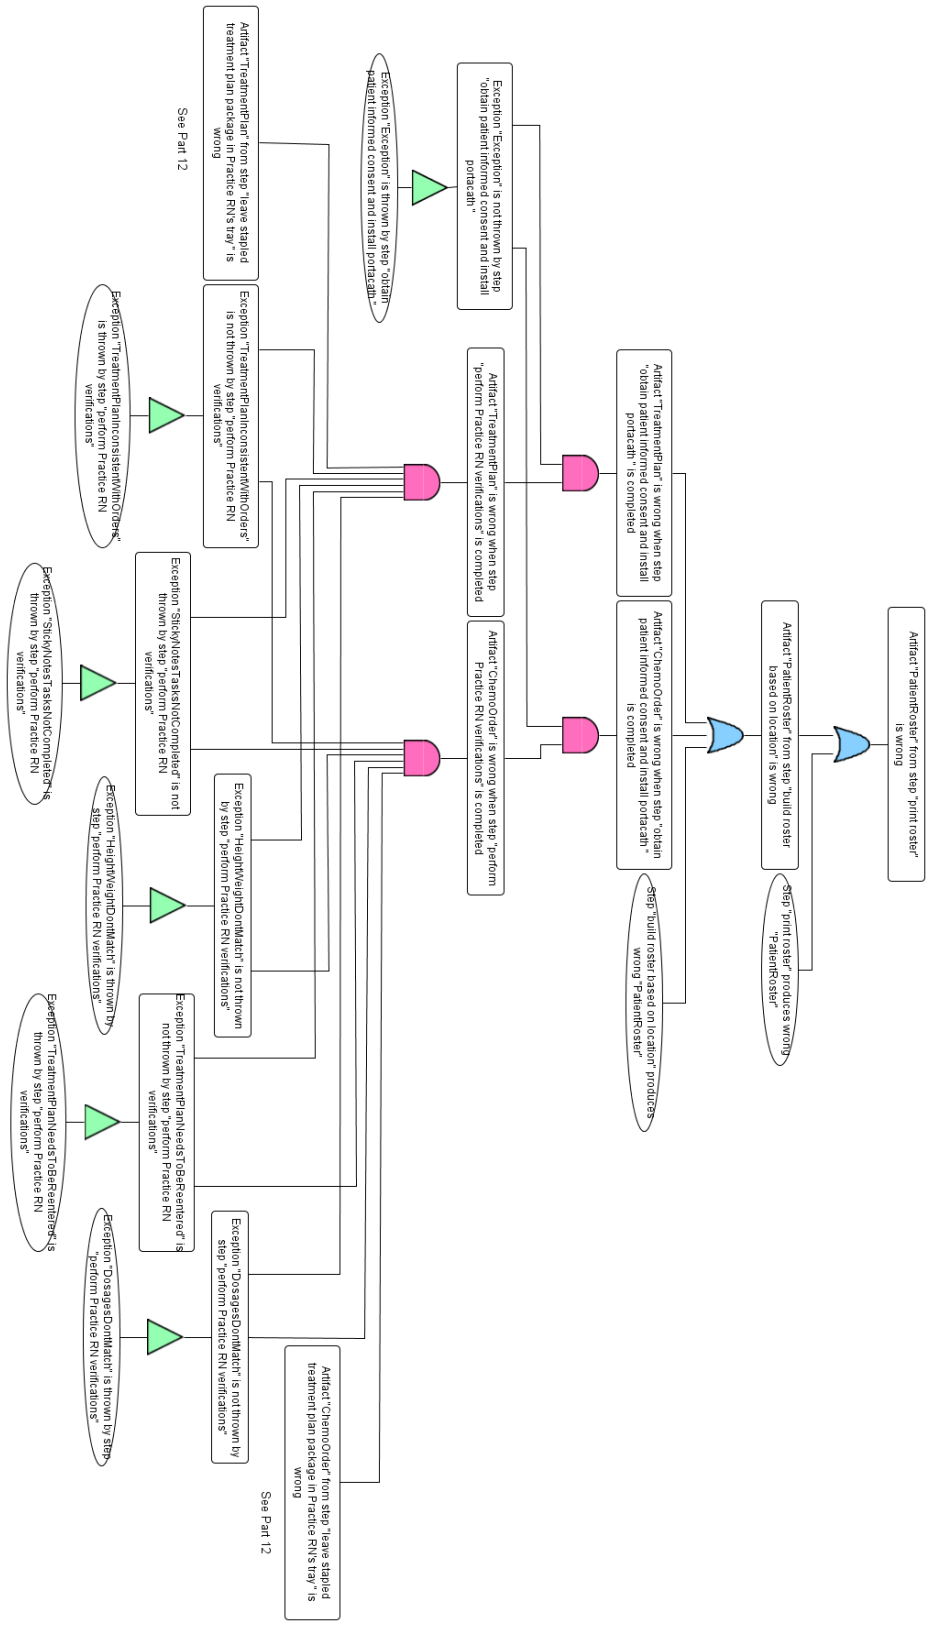 Artifact "PatientRoster" from step "print roster"
is wrong
Artifact "PatientRoster" from step "build roster
based on location" is wrong
Step "print roster" produces wrong
"PatientRoster"
Artifact "TreatmentPlan" is wrong when step
"obtain patient informed consent and install
portacath " is completed
Artifact "ChemoOrder" is wrong when step "obtain
patient informed consent and install portacath "
is completed
Step "build roster based on location" produces
wrong "PatientRoster"
Exception "Exception" is not thrown by step
"obtain patient informed consent and install
portacath "
Artifact "TreatmentPlan" is wrong when step
"perform Practice RN verifications" is completed
Artifact "ChemoOrder" is wrong when step "perform
Practice RN verifications" is completed
Exception "Exception" is thrown by step "obtain
patient informed consent and install portacath "
Artifact "TreatmentPlan" from step "leave stapled
treatment plan package in Practice RN's tray" is
wrong
See Part 12
Exception "TreatmentPlanInconsistentWithOrders"
is not thrown by step "perform Practice RN
verifications"
Exception "StickyNotesTasksNotCompleted" is not
thrown by step "perform Practice RN
verifications"
Exception "HeightWeightDontMatch" is not thrown
by step "perform Practice RN verifications"
Exception "TreatmentPlanNeedsToBeReentered" is
not thrown by step "perform Practice RN
verifications"
Exception "DosagesDontMatch" is not thrown by
step "perform Practice RN verifications"
Artifact "ChemoOrder" from step "leave stapled
treatment plan package in Practice RN's tray" is
wrong
See Part 12
Exception "TreatmentPlanInconsistentWithOrders"
is thrown by step "perform Practice RN
verifications"
Exception "StickyNotesTasksNotCompleted" is
thrown by step "perform Practice RN
verifications"
Exception "HeightWeightDontMatch" is thrown by
step "perform Practice RN verifications"
Exception "TreatmentPlanNeedsToBeReentered" is
thrown by step "perform Practice RN
verifications"
Exception "DosagesDontMatch" is thrown by step
"perform Practice RN verifications"